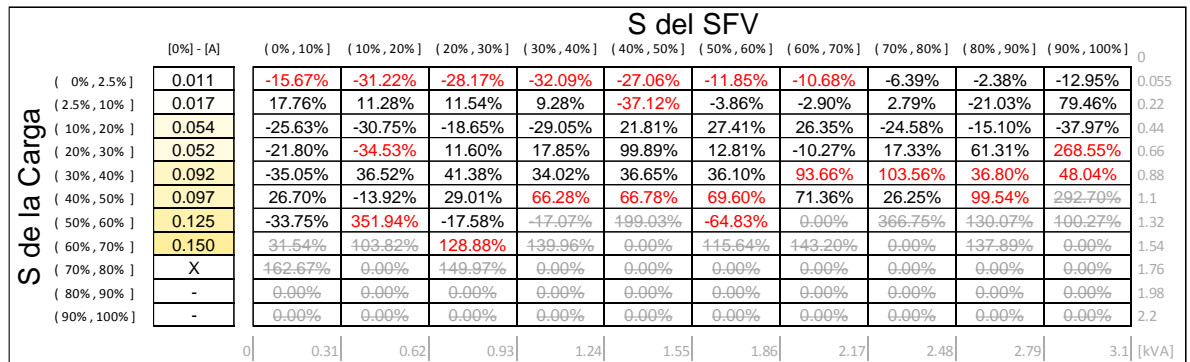 S del SFV
[0%] - [A] ( 0% , 10% ] ( 10% , 20% ] ( 20% , 30% ] ( 30% , 40% ] ( 40% , 50% ] ( 50% , 60% ] ( 60% , 70% ] ( 70% , 80% ] ( 80% , 90% ] ( 90% , 100% ] 0
S de la Carga
( 0% , 2.5% ] 0.011 -15.67% -31.22% -28.17% -32.09% -27.06% -11.85% -10.68% -6.39% -2.38% -12.95% 0.055
( 2.5% , 10% ] 0.017 17.76% 11.28% 11.54% 9.28% -37.12% -3.86% -2.90% 2.79% -21.03% 79.46% 0.22
( 10% , 20% ] 0.054 -25.63% -30.75% -18.65% -29.05% 21.81% 27.41% 26.35% -24.58% -15.10% -37.97% 0.44
( 20% , 30% ] 0.052 -21.80% -34.53% 11.60% 17.85% 99.89% 12.81% -10.27% 17.33% 61.31% 268.55% 0.66
( 30% , 40% ] 0.092 -35.05% 36.52% 41.38% 34.02% 36.65% 36.10% 93.66% 103.56% 36.80% 48.04% 0.88
( 40% , 50% ] 0.097 26.70% -13.92% 29.01% 66.28% 66.78% 69.60% 71.36% 26.25% 99.54% 292.70% 1.1
( 50% , 60% ] 0.125 -33.75% 351.94% -17.58% -17.07% 199.03% -64.83% 0.00% 366.75% 130.07% 100.27% 1.32
( 60% , 70% ] 0.150 31.54% 103.82% 128.88% 139.96% 0.00% 115.64% 143.20% 0.00% 137.89% 0.00% 1.54
( 70% , 80% ] X 162.67% 0.00% 149.97% 0.00% 0.00% 0.00% 0.00% 0.00% 0.00% 0.00% 1.76
( 80% , 90% ] - 0.00% 0.00% 0.00% 0.00% 0.00% 0.00% 0.00% 0.00% 0.00% 0.00% 1.98
( 90% , 100% ] - 0.00% 0.00% 0.00% 0.00% 0.00% 0.00% 0.00% 0.00% 0.00% 0.00% 2.2
0 0.31 0.62 0.93 1.24 1.55 1.86 2.17 2.48 2.79 3.1 [kVA]